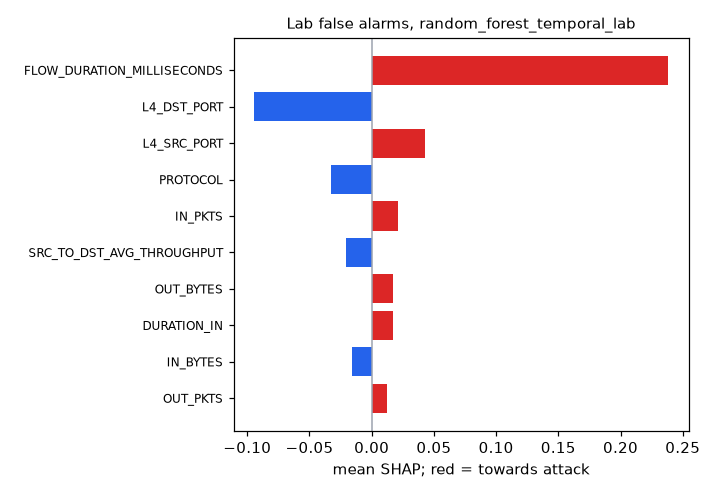 Lab false alarms, random_forest_temporal_lab
FLOW_DURATION_MILLISECONDS
L4_DST_PORT
L4_SRC_PORT
PROTOCOL
IN_PKTS
SRC_TO_DST_AVG_THROUGHPUT
OUT_BYTES
DURATION_IN
IN_BYTES
OUT_PKTS
−0.10 −0.05 0.00 0.05 0.10 0.15 0.20 0.25
mean SHAP; red = towards attack